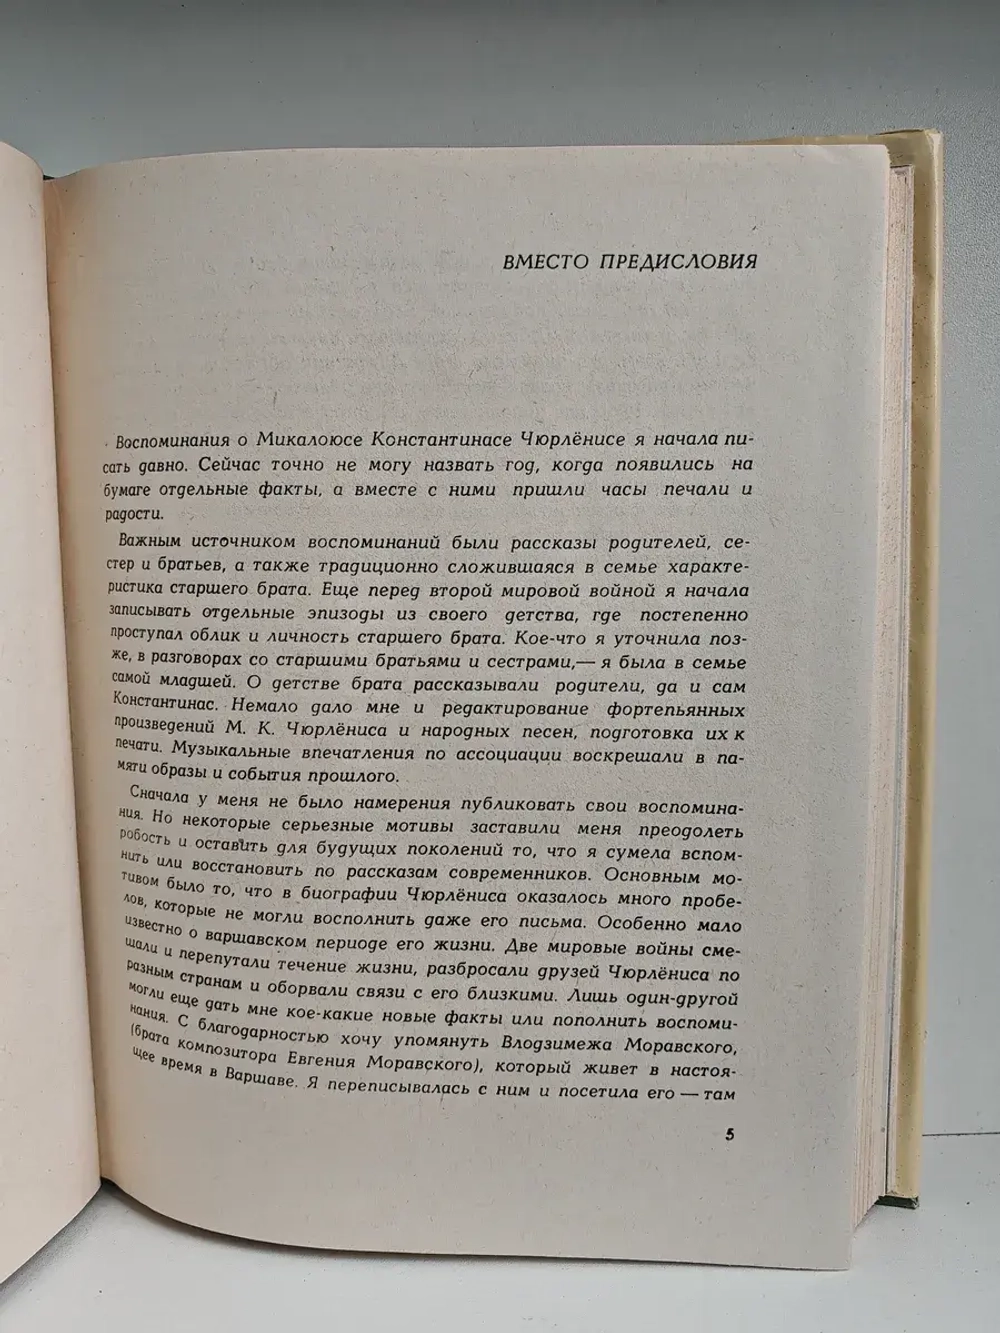 ВМЕСТО ПРЕДИСЛОВИЯ
Воспоминания о Микалоюсе Константинасе Чюрлёнисе я начала пи-
сать давно. Сейчас точно не могу назвать год, когда появились на
бумаге отдельные факты, а вместе с ними пришли часы печали и
радости.
Важным источником воспоминаний были рассказы родителей, се-
стер и братьев, а также традиционно сложившаяся в семье характе-
ристика старшего брата. Еще перед второй мировой войной я начала
записывать отдельные эпизоды из своего детства, где постепенно
проступал облик и личность старшего брата. Кое-что я уточнила поз-
же, в разговорах со старшими братьями и сестрами,— я была в семье
самой младшей. О детстве брата рассказывали родители, да и сам
Константинас. Немало дало мне и редактирование фортепьянных
произведений М. К. Чюрлёниса и народных песен, подготовка их к
печати. Музыкальные впечатления по ассоциации воскрешали в па-
мяти образы и события прошлого.
Сначала у меня не было намерения публиковать свои воспомина-
ния. Но некоторые серьезные мотивы заставили меня преодолеть
робость и оставить для будущих поколений то, что я сумела вспом-
нить или восстановить по рассказам современников. Основным мо-
тивом было то, что в биографии Чюрлёниса оказалось много пробе-
лов, которые не могли восполнить даже его письма. Особенно мало
известно о варшавском периоде его жизни. Две мировые войны сме-
шали и перепутали течение жизни, разбросали друзей Чюрлёниса по
разным странам и оборвали связи с его близкими. Лишь один-другой
могли еще дать мне кое-какие новые факты или пополнить воспоми-
нания. С благодарностью хочу упомянуть Влодзимежа Моравского,
(брата композитора Евгения Моравского), который живет в настоя-
щее время в Варшаве. Я переписывалась с ним и посетила его — там
5